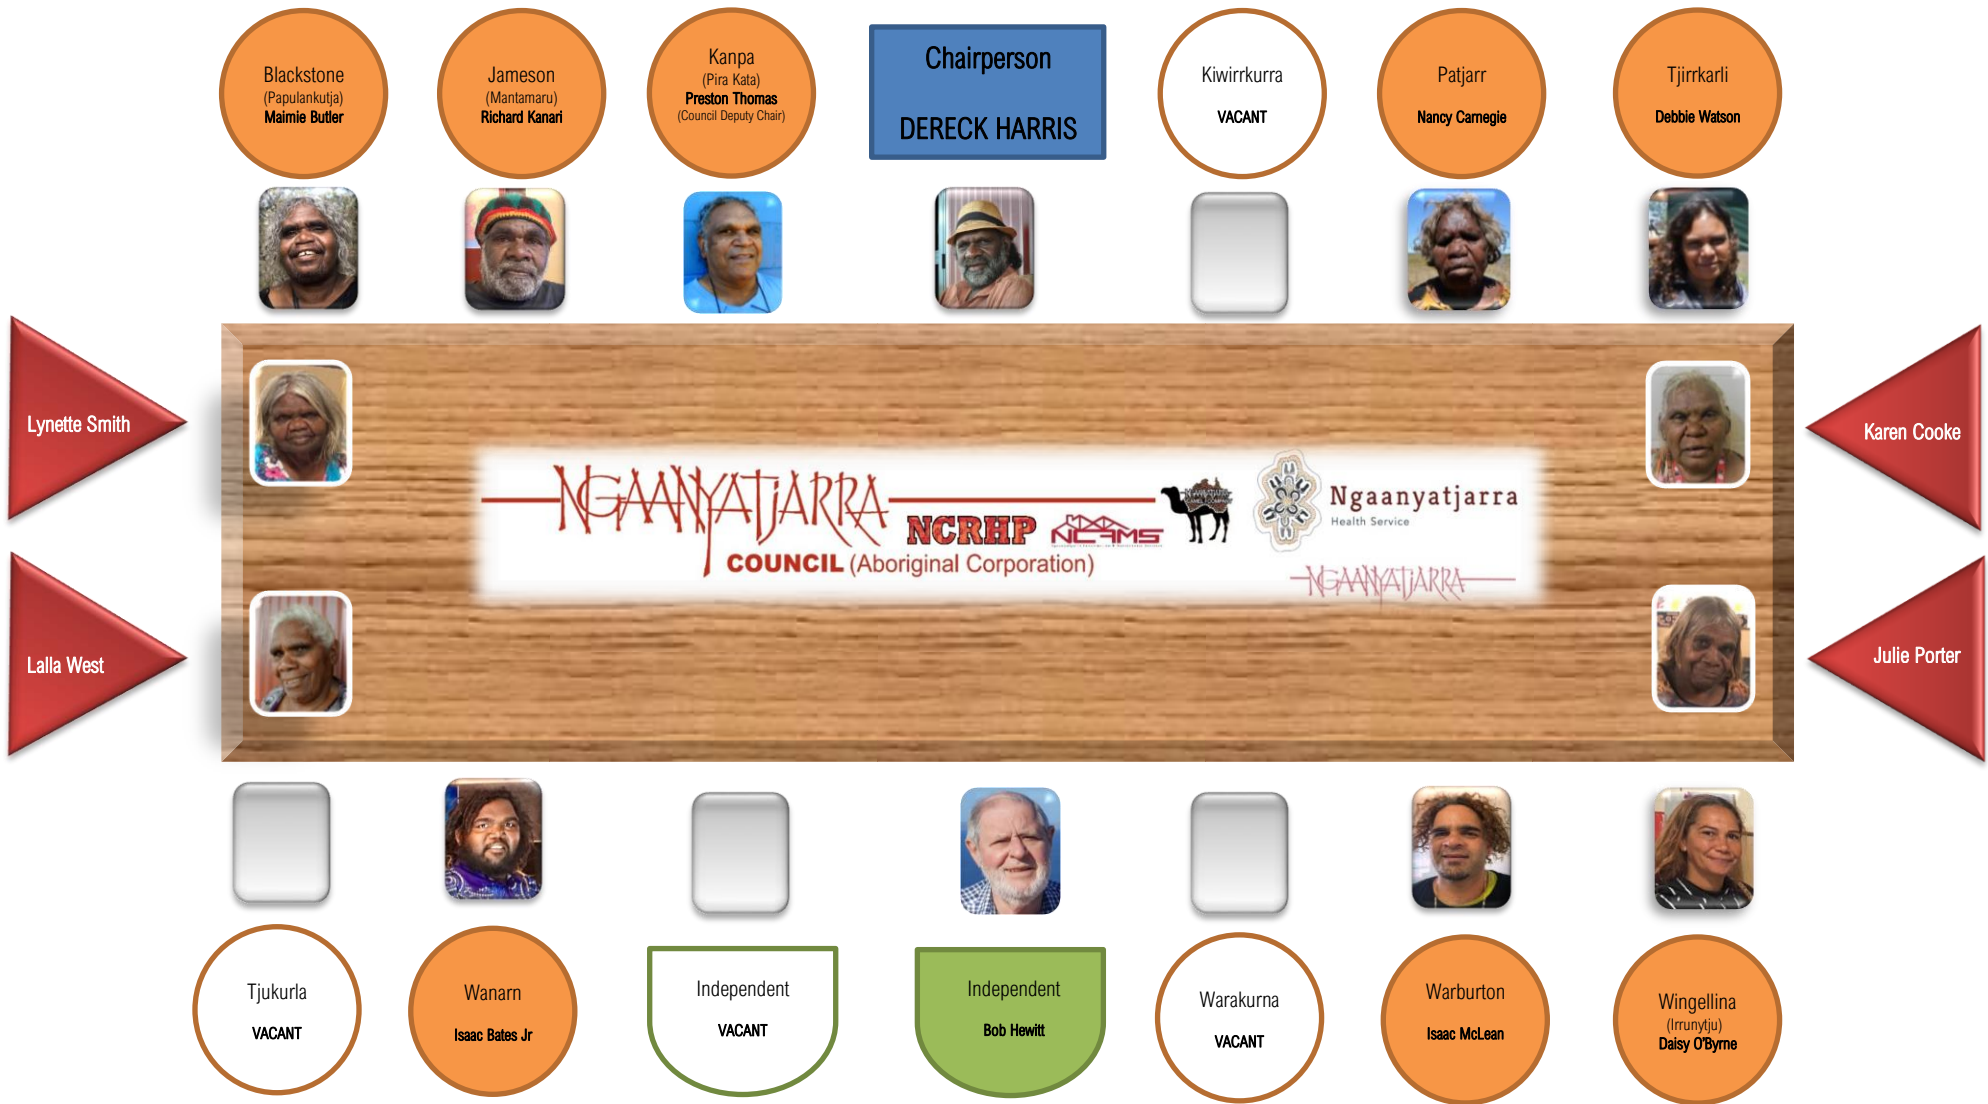 Blackstone
(Papulankutja)
Maimie Butler
Jameson
(Mantamaru)
Richard Kanari
Kanpa
(Pira Kata)
Preston Thomas
(Council Deputy Chair)
Chairperson
DERECK HARRIS
Kiwirrkurra
VACANT
Patjarr
Nancy Carnegie
Tjirrkarli
Debbie Watson
Lynette Smith
Karen Cooke
NGAANYATJARRA
COUNCIL (Aboriginal Corporation)
NCRHP
NCAMS
Ngaanyatjarra
Health Service
NGAANYATJARRA
Lalla West
Julie Porter
Tjukurla
VACANT
Wanarn
Isaac Bates Jr
Independent
VACANT
Independent
Bob Hewitt
Warakurna
VACANT
Warburton
Isaac McLean
Wingellina
(Irrunytju)
Daisy O'Byrne